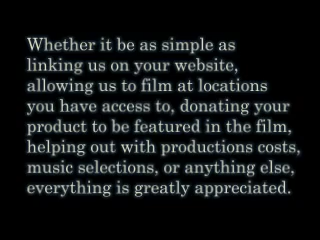 Whether it be as simple as
linking us on your website,
allowing us to film at locations
you have access to, donating your
product to be featured in the film,
helping out with productions costs,
music selections, or anything else,
everything is greatly appreciated.